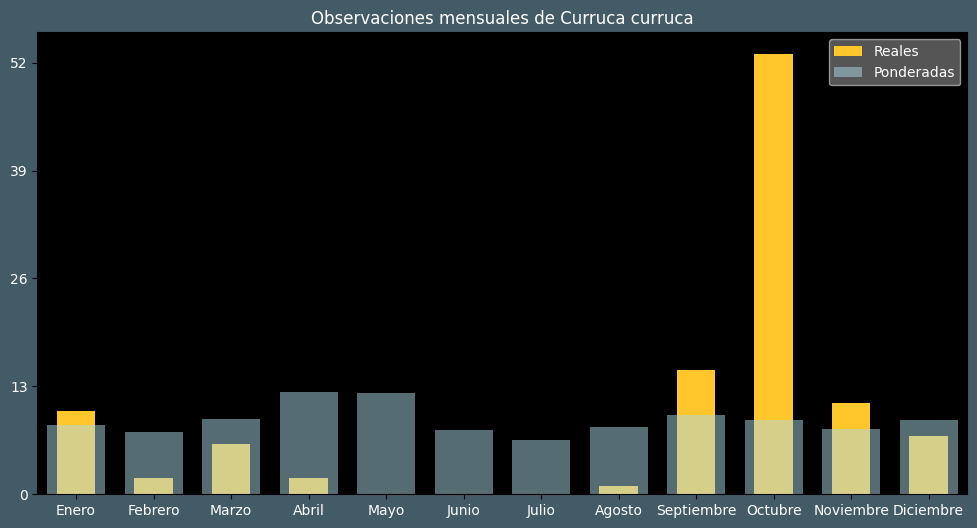 Observaciones mensuales de Curruca curruca
Reales
Ponderadas
52
39
26
13
0
Enero Febrero Marzo Abril Mayo Junio Julio Agosto Septiembre Octubre Noviembre Diciembre